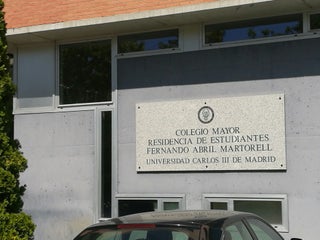 COLEGIO MAYOR
RESIDENCIA DE ESTUDIANTES
FERNANDO ABRIL MARTORELL
UNIVERSIDAD CARLOS III DE MADRID